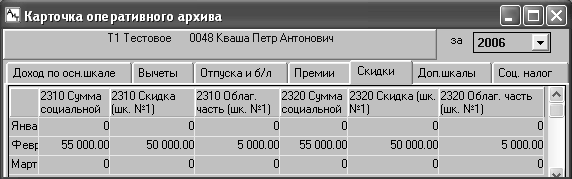 Карточка оперативного архива
Т1 Тестовое 0048 Кваша Петр Антонович за 2006
Доход по осн.шкале Вычеты Отпуска и б/л Премии Скидки Доп.шкалы Соц. налог
2310 Сумма 2310 Скидка 2310 Облаг. 2320 Сумма 2320 Скидка (шк. 2320 Облаг. часть
социальной (шк. №1) часть (шк. №1) социальной №1) (шк. №1)
Янва 0 0 0 0 0 0
Февр 55 000.00 50 000.00 5 000.00 55 000.00 50 000.00 5 000.00
Март 0 0 0 0 0 0